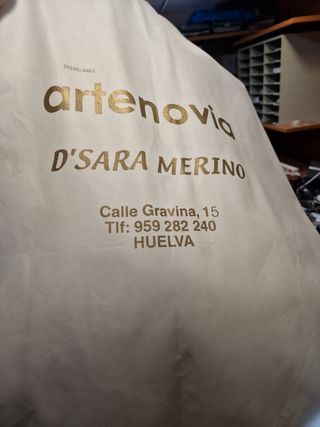 artenovia
D'SARA MERINO
Calle Gravina, 15
Tlf: 959 282 240
HUELVA